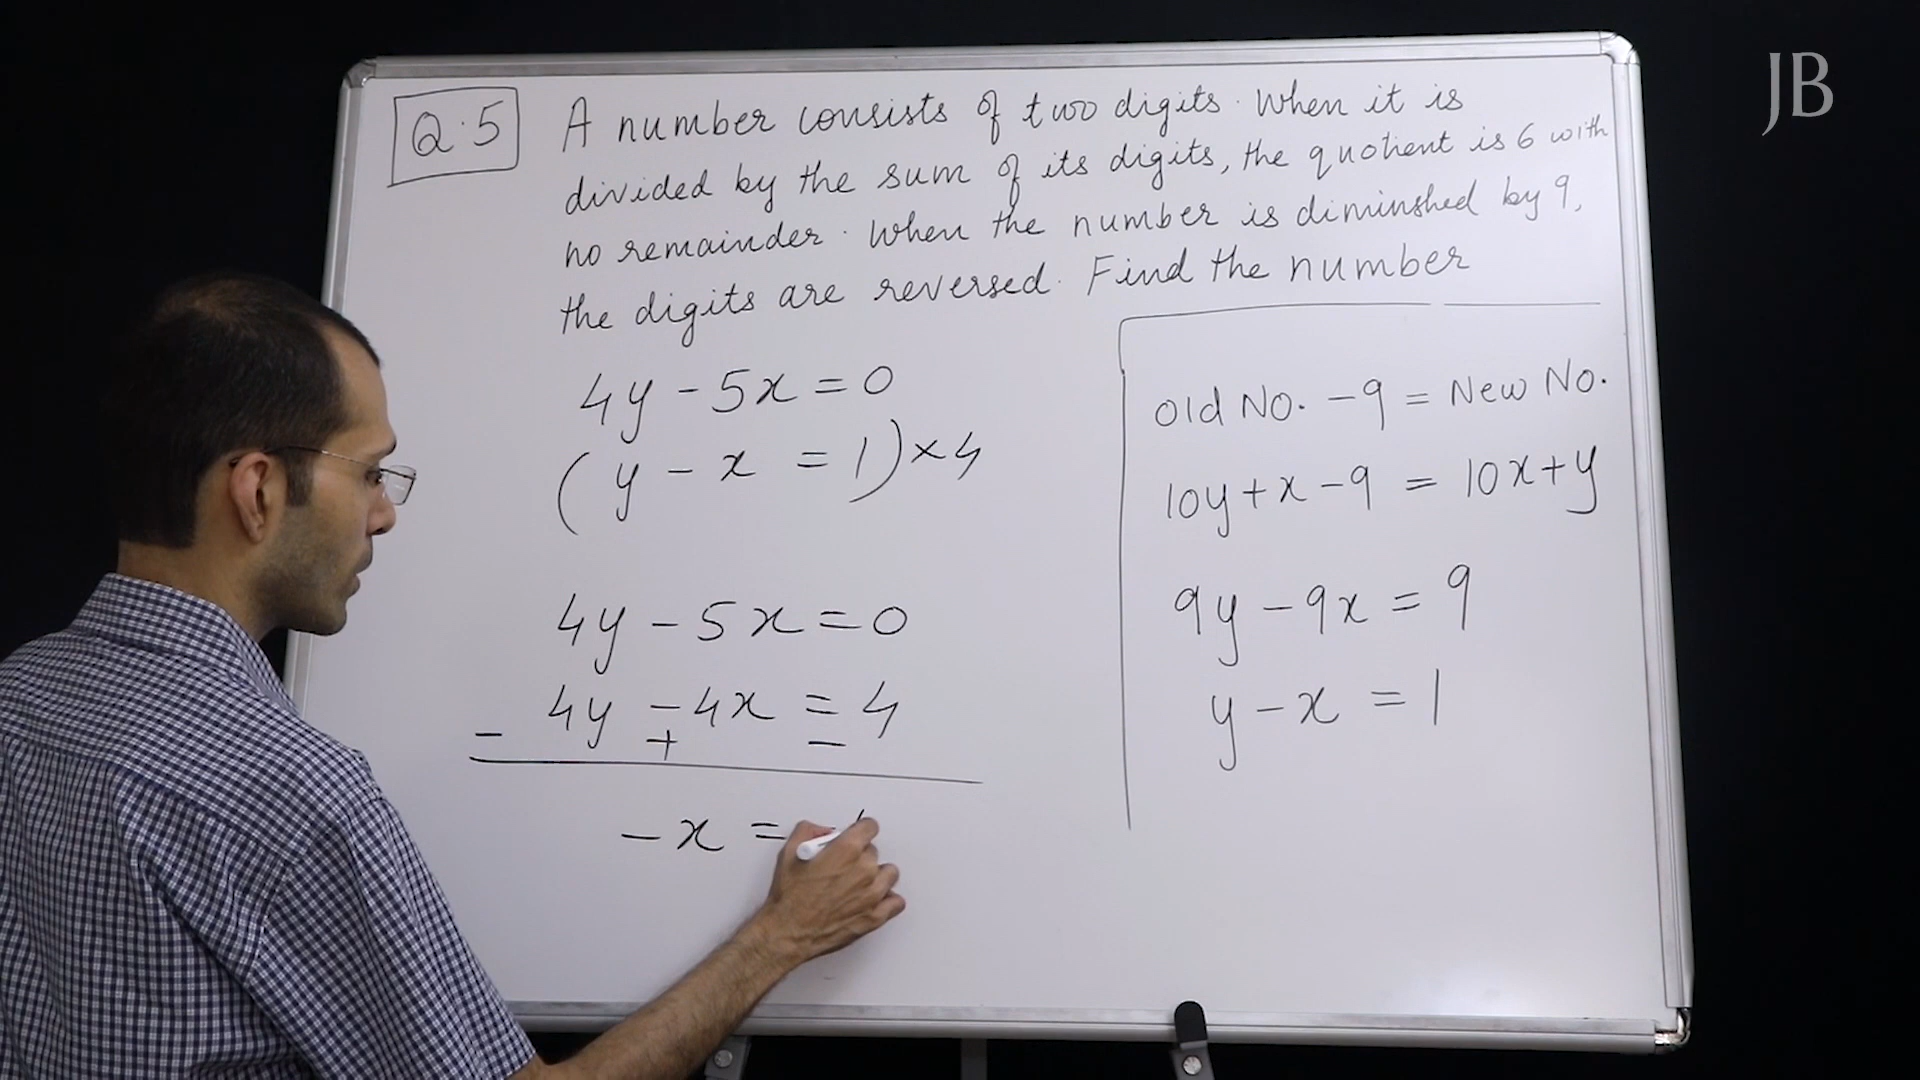 JB
Q.5
A number consists of two digits. When it is
divided by the sum of its digits, the quotient is 6 with
no remainder. When the number is diminshed by 9,
the digits are reversed. Find the number
4y - 5x = 0
(y - x = 1) × 4
4y - 5x = 0
4y - 4x = 4
- + -
-x =
Old No. - 9 = New No.
10y + x - 9 = 10x + y
9y - 9x = 9
y - x = 1